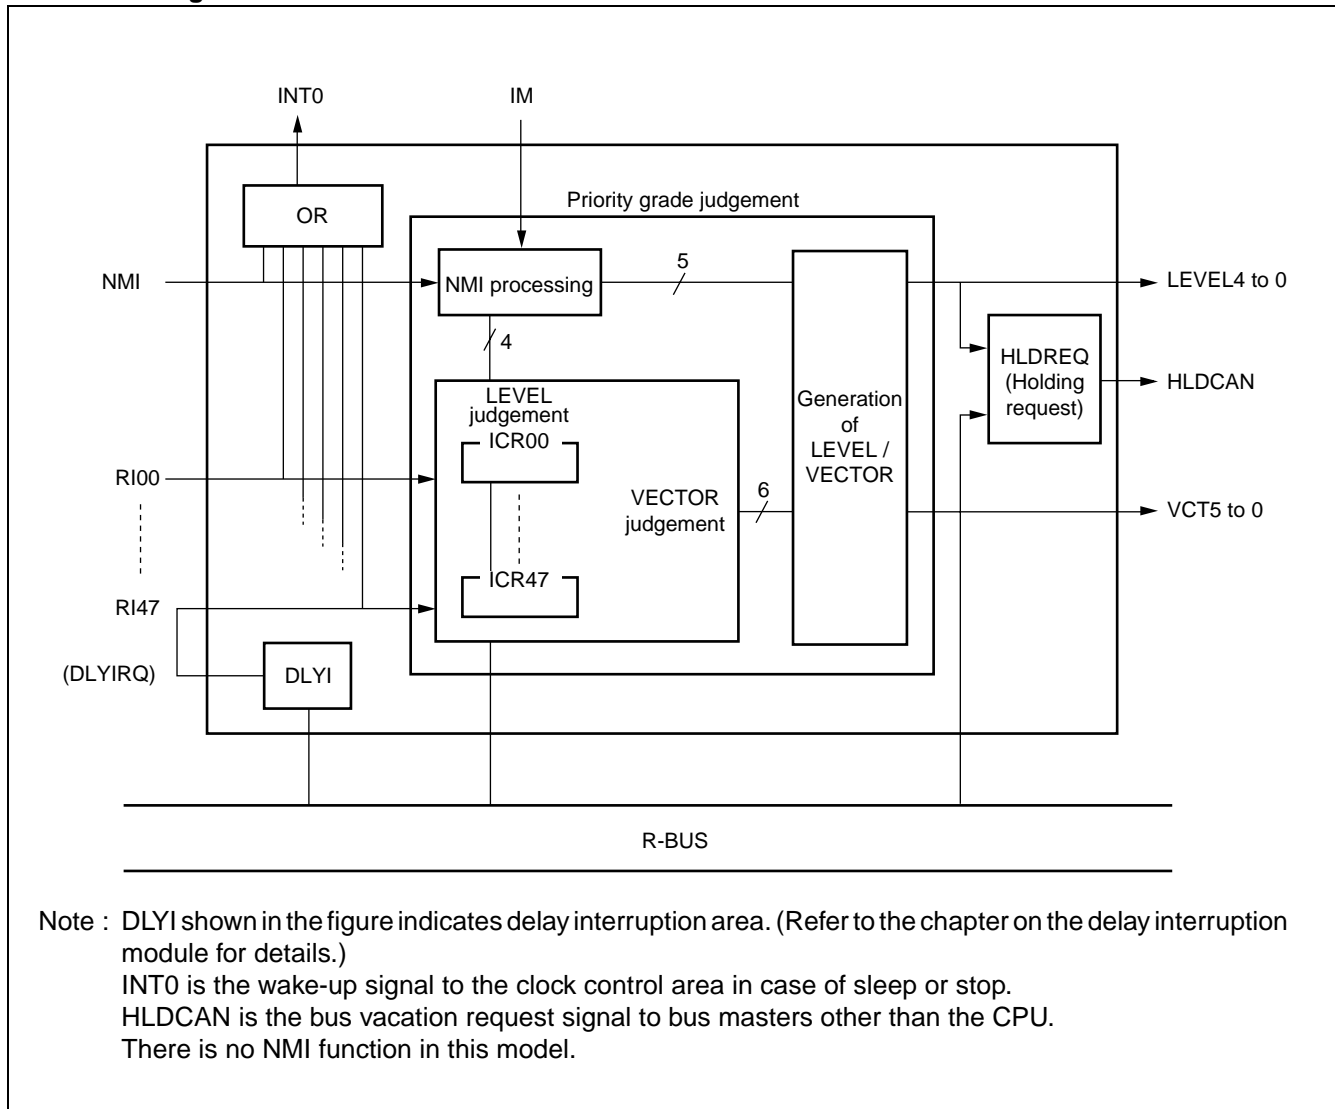 INT0
IM
OR
Priority grade judgement
NMI
NMI processing
5
LEVEL4 to 0
4
HLDREQ
(Holding
request)
HLDCAN
LEVEL
judgement
ICR00
Generation
of
LEVEL /
VECTOR
RI00
VECTOR
judgement
6
VCT5 to 0
ICR47
RI47
(DLYIRQ)
DLYI
R-BUS
Note : DLYI shown in the figure indicates delay interruption area. (Refer to the chapter on the delay interruption
module for details.)
INT0 is the wake-up signal to the clock control area in case of sleep or stop.
HLDCAN is the bus vacation request signal to bus masters other than the CPU.
There is no NMI function in this model.